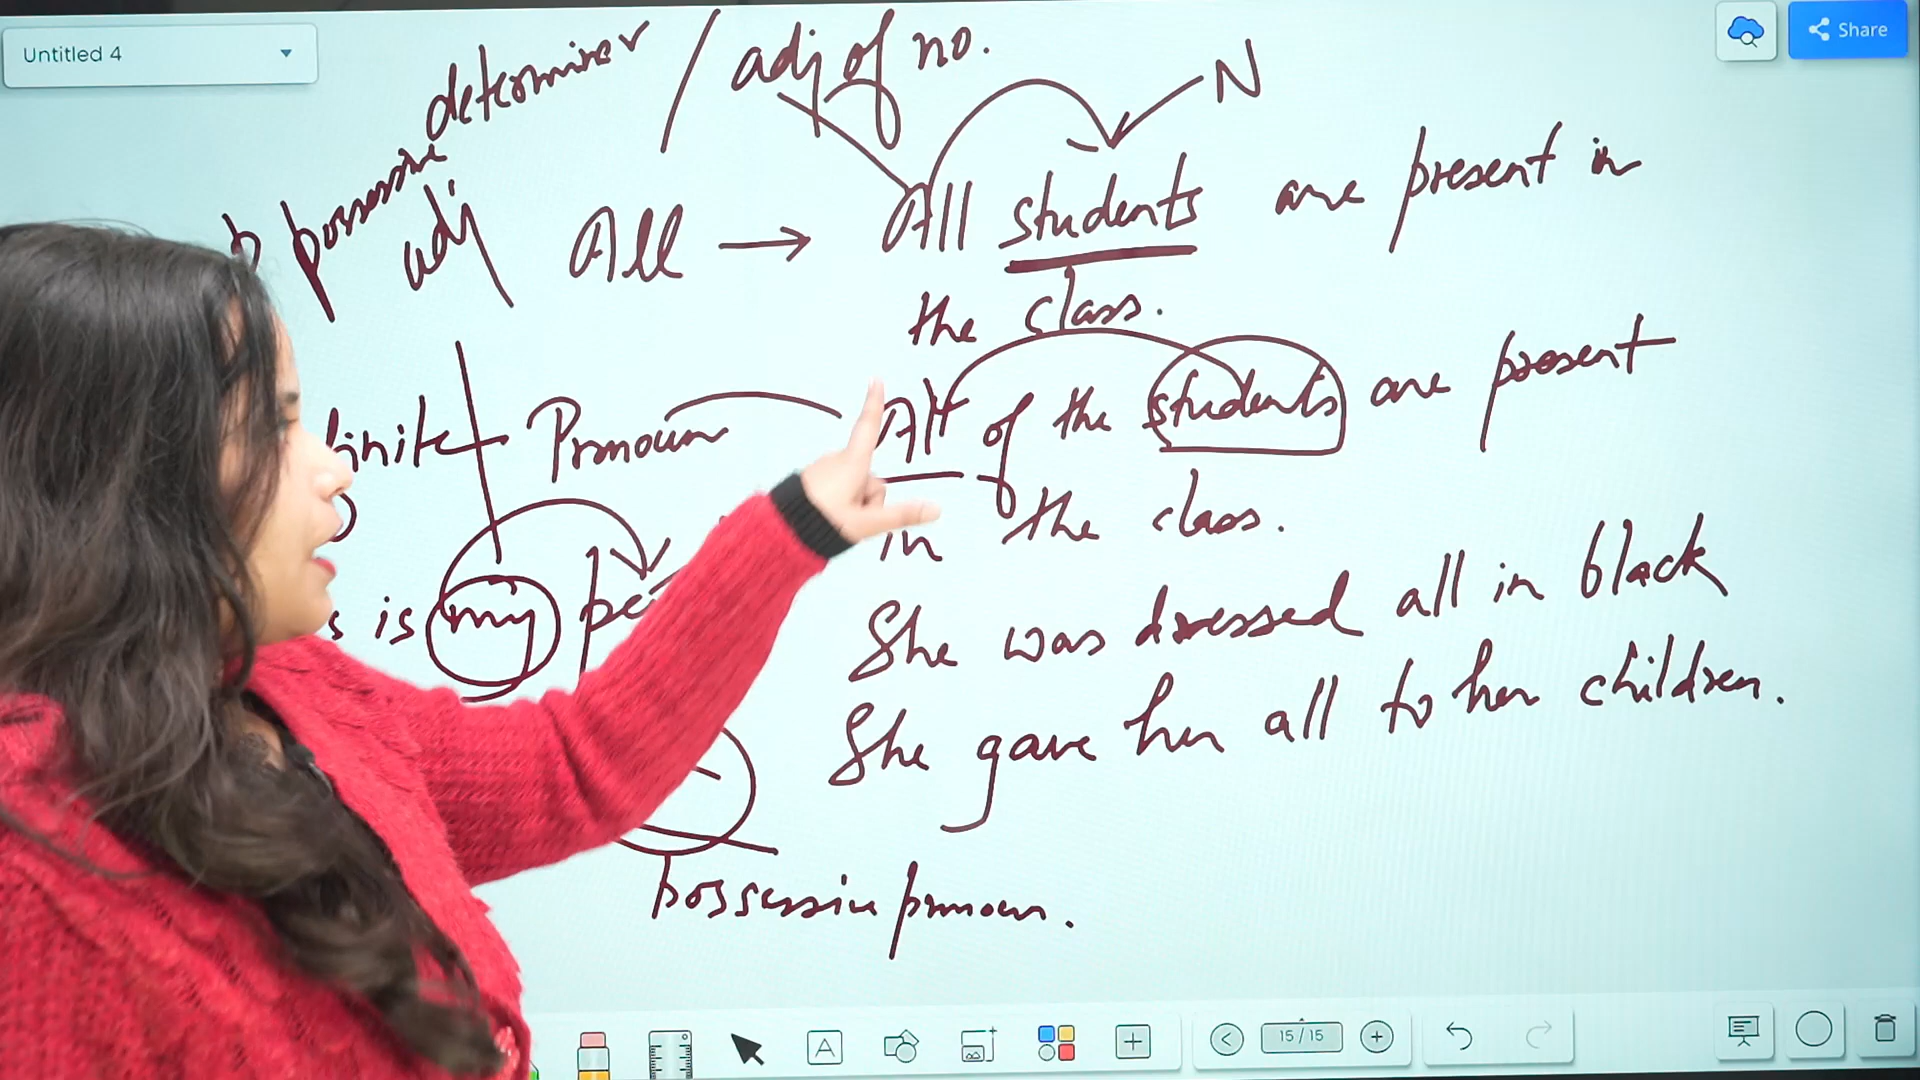 Untitled 4
Share
determiner / adj of no.
N
possessive
adj
All → All students are present in
the class.
finite Pronoun
All of the students are present
in the class.
s is my pe
She was dressed all in black
She gave her all to her children.
possessive pronoun.
A
15 / 15